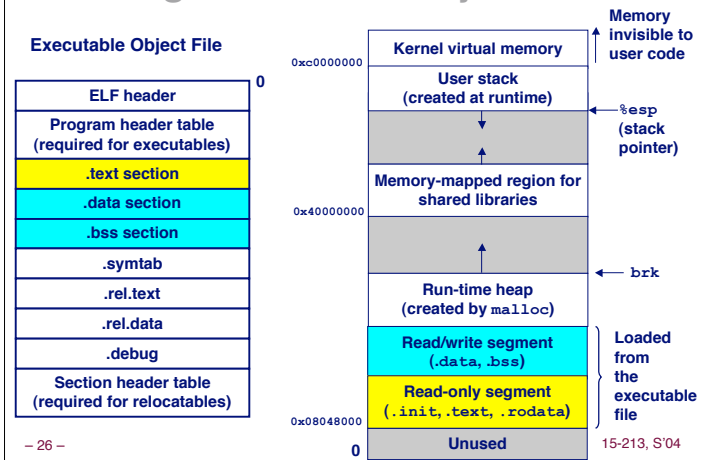 Executable Object File
0
ELF header
Program header table
(required for executables)
.text section
.data section
.bss section
.symtab
.rel.text
.rel.data
.debug
Section header table
(required for relocatables)
Kernel virtual memory
Memory
invisible to
user code
0xc0000000
User stack
(created at runtime)
%esp
(stack
pointer)
Memory-mapped region for
shared libraries
0x40000000
brk
Run-time heap
(created by malloc)
Read/write segment
(.data, .bss)
Read-only segment
(.init, .text, .rodata)
Loaded
from
the
executable
file
0x08048000
Unused
0
– 26 –
15-213, S’04